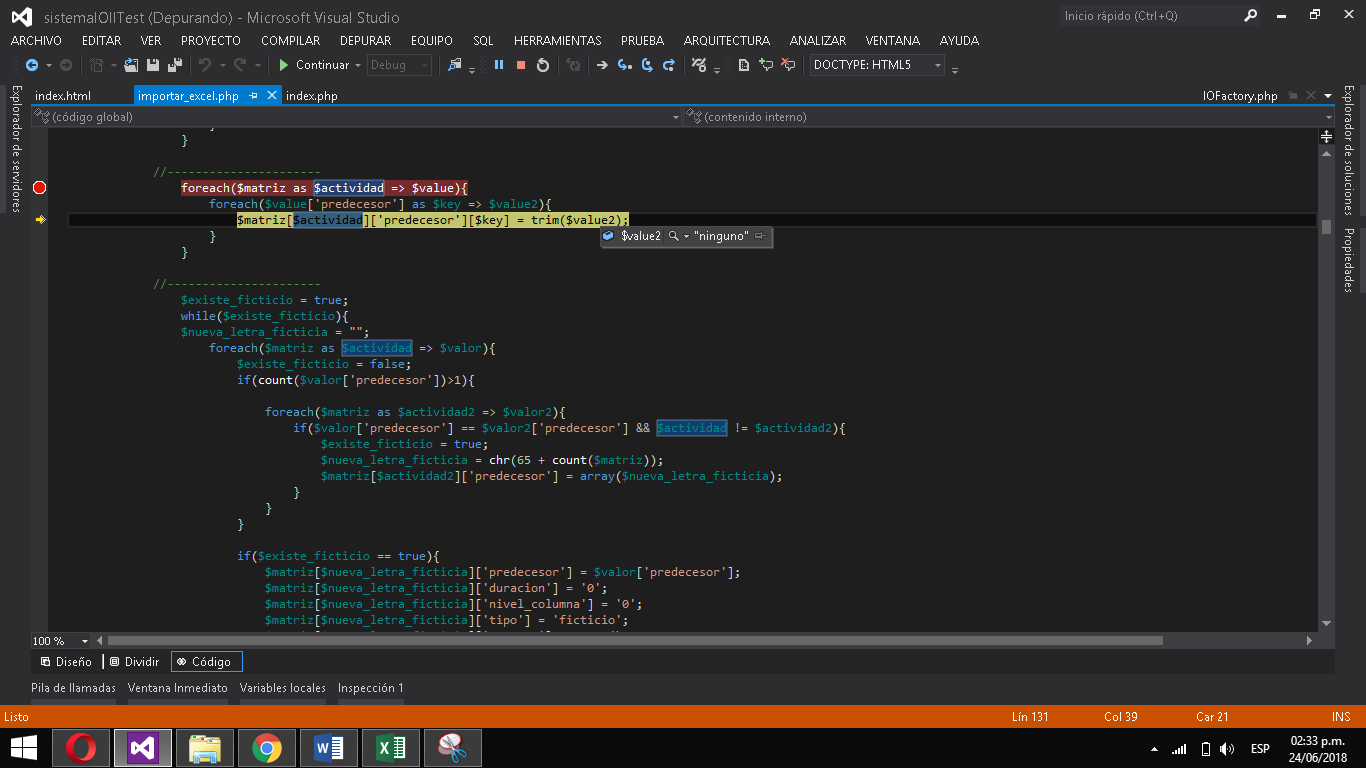 sistemaIOIITest (Depurando) - Microsoft Visual Studio
Inicio rápido (Ctrl+Q)
ARCHIVO EDITAR VER PROYECTO COMPILAR DEPURAR EQUIPO SQL HERRAMIENTAS PRUEBA ARQUITECTURA ANALIZAR VENTANA AYUDA
Continuar Debug DOCTYPE: HTML5
index.html importar_excel.php index.php IOFactory.php
(código global) (contenido interno)
Explorador de servidores
Explorador de soluciones
Propiedades
}
//----------------------
foreach($matriz as $actividad => $value){
foreach($value['predecesor'] as $key => $value2){
$matriz[$actividad]['predecesor'][$key] = trim($value2);
}
$value2 "ninguno"
}
//----------------------
$existe_ficticio = true;
while($existe_ficticio){
$nueva_letra_ficticia = "";
foreach($matriz as $actividad => $valor){
$existe_ficticio = false;
if(count($valor['predecesor'])>1){
foreach($matriz as $actividad2 => $valor2){
if($valor['predecesor'] == $valor2['predecesor'] && $actividad != $actividad2){
$existe_ficticio = true;
$nueva_letra_ficticia = chr(65 + count($matriz));
$matriz[$actividad2]['predecesor'] = array($nueva_letra_ficticia);
}
}
}
if($existe_ficticio == true){
$matriz[$nueva_letra_ficticia]['predecesor'] = $valor['predecesor'];
$matriz[$nueva_letra_ficticia]['duracion'] = '0';
$matriz[$nueva_letra_ficticia]['nivel_columna'] = '0';
$matriz[$nueva_letra_ficticia]['tipo'] = 'ficticio';
100 %
Diseño Dividir Código
Pila de llamadas Ventana Inmediato Variables locales Inspección 1
Listo Lín 131 Col 39 Car 21 INS
ESP 02:33 p.m.
24/06/2018